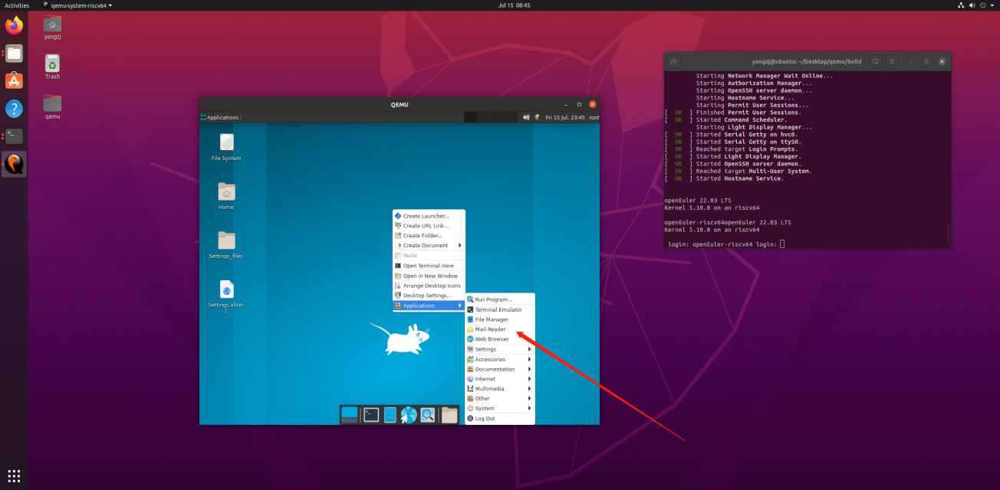 Activities
qemu-system-riscv64
Jul 15 08:45
yangzj
Trash
qemu
QEMU
Applications
Fri 15 Jul, 23:45 root
File System
Home
Settings_files
Settings.xhtm
l
Create Launcher...
Create URL Link...
Create Folder...
Create Document
Paste
Open Terminal Here
Open in New Window
Arrange Desktop Icons
Desktop Settings...
Applications
Run Program...
Terminal Emulator
File Manager
Mail Reader
Web Browser
Settings
Accessories
Documentation
Internet
Multimedia
Other
System
Log Out
yangzj@ubuntu: ~/Desktop/qemu/build
Starting Network Manager Wait Online...
Starting Authorization Manager...
Starting OpenSSH server daemon...
Starting Hostname Service...
Starting Permit User Sessions...
[  OK  ] Finished Permit User Sessions.
[  OK  ] Started Command Scheduler.
Starting Light Display Manager...
[  OK  ] Started Serial Getty on hvc0.
[  OK  ] Started Serial Getty on ttyS0.
[  OK  ] Reached target Login Prompts.
[  OK  ] Started Light Display Manager.
[  OK  ] Started OpenSSH server daemon.
[  OK  ] Reached target Multi-User System.
[  OK  ] Started Hostname Service.
openEuler 22.03 LTS
Kernel 5.10.0 on an riscv64
openEuler-riscv64openEuler 22.03 LTS
Kernel 5.10.0 on an riscv64
login: openEuler-riscv64 login: